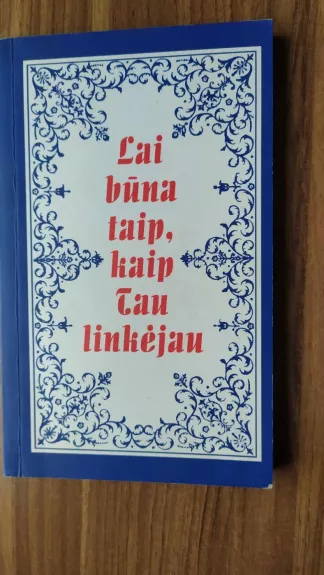 Lai
būna
taip,
kaip
Tau
linkėjau